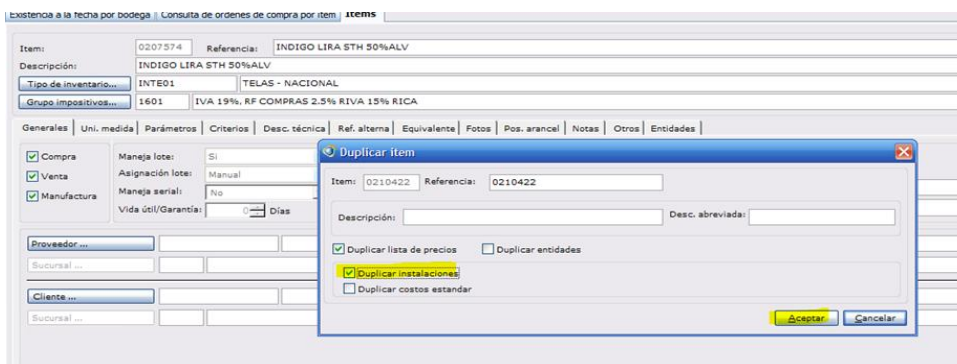 Existencia a la fecha por bodega | Consulta de ordenes de compra por item | Items
Item: 0207574 Referencia: INDIGO LIRA STH 50%ALV
Descripción: INDIGO LIRA STH 50%ALV
Tipo de inventario... INTE01 TELAS - NACIONAL
Grupo impositivos... 1601 IVA 19%, RF COMPRAS 2.5% RIVA 15% RICA
Generales | Uni. medida | Parámetros | Criterios | Desc. técnica | Ref. alterna | Equivalente | Fotos | Pos. arancel | Notas | Otros | Entidades
Compra Maneja lote: Si
Venta Asignación lote: Manual
Manufactura Maneja serial: No
Vida útil/Garantía: 0 Días
Proveedor ...
Sucursal ...
Cliente ...
Sucursal ...
Duplicar item
Item: 0210422 Referencia: 0210422
Descripción: Desc. abreviada:
Duplicar lista de precios Duplicar entidades
Duplicar instalaciones
Duplicar costos estandar
Aceptar Cancelar